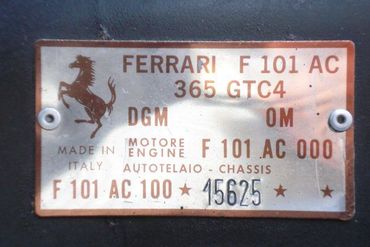 FERRARI F 101 AC
365 GTC4
DGM OM
MADE IN ITALY
MOTORE ENGINE F 101 AC 000
AUTOTELAIO - CHASSIS
F 101 AC 100 * 15625 * *